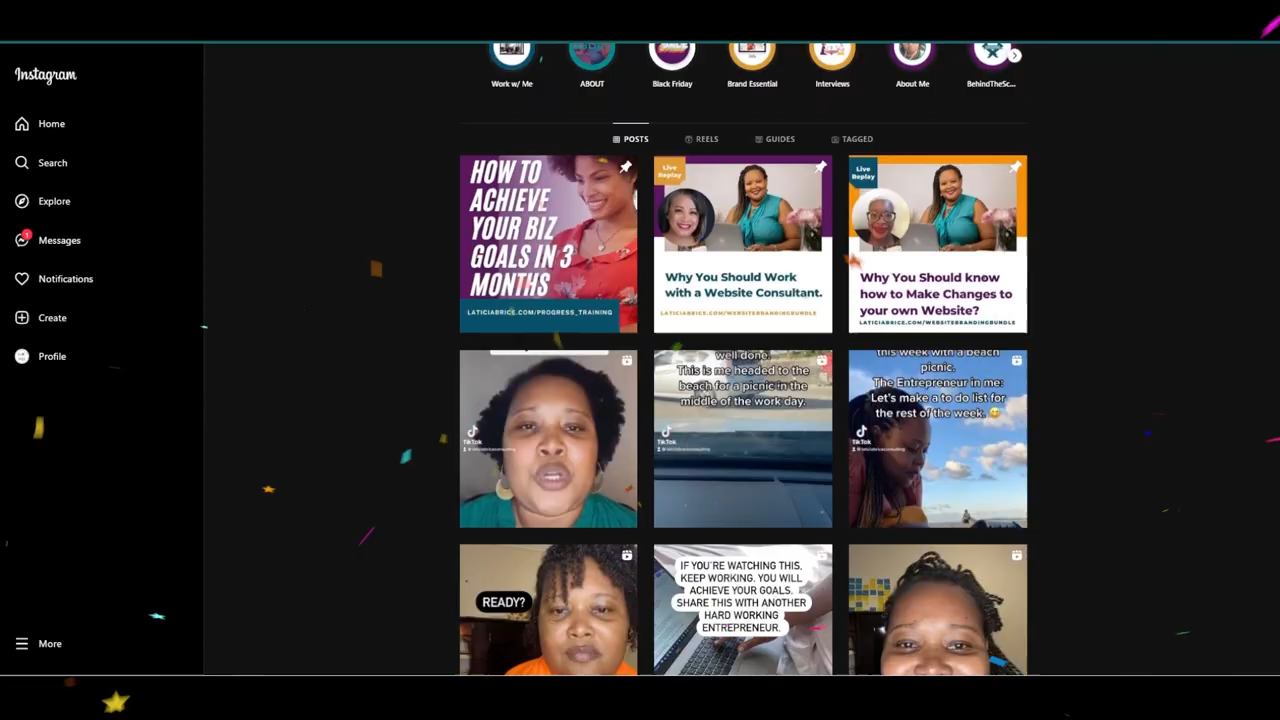 Instagram
Home
Search
Explore
1
Messages
Notifications
Create
Profile
More
Work w/ Me
ABOUT
Black Friday
Brand Essential
Interviews
About Me
BehindTheSc...
POSTS
REELS
GUIDES
TAGGED
HOW TO
ACHIEVE
YOUR BIZ
GOALS IN 3
MONTHS
LATICIABRICE.COM/PROGRESS_TRAINING
Live
Replay
Why You Should Work
with a Website Consultant.
LATICIABRICE.COM/WEBSITEBRANDINGBUNDLE
Live
Replay
Why You Should know
how to Make Changes to
your own Website?
LATICIABRICE.COM/WEBSITEBRANDINGBUNDLE
TikTok
well done.
This is me headed to the
beach for a picnic in the
middle of the work day.
TikTok
this week with a beach
picnic.
The Entrepreneur in me:
Let's make a to do list for
the rest of the week.
TikTok
READY?
IF YOU'RE WATCHING THIS,
KEEP WORKING. YOU WILL
ACHIEVE YOUR GOALS.
SHARE THIS WITH ANOTHER
HARD WORKING
ENTREPRENEUR.